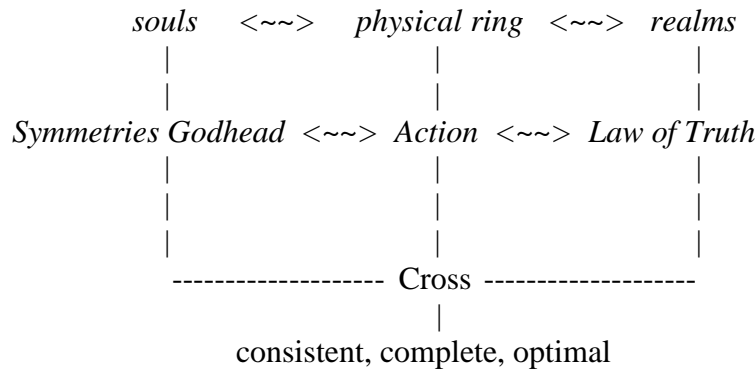 souls <~~> physical ring <~~> realms
Symmetries Godhead <~~> Action <~~> Law of Truth
-------------------- Cross --------------------
consistent, complete, optimal